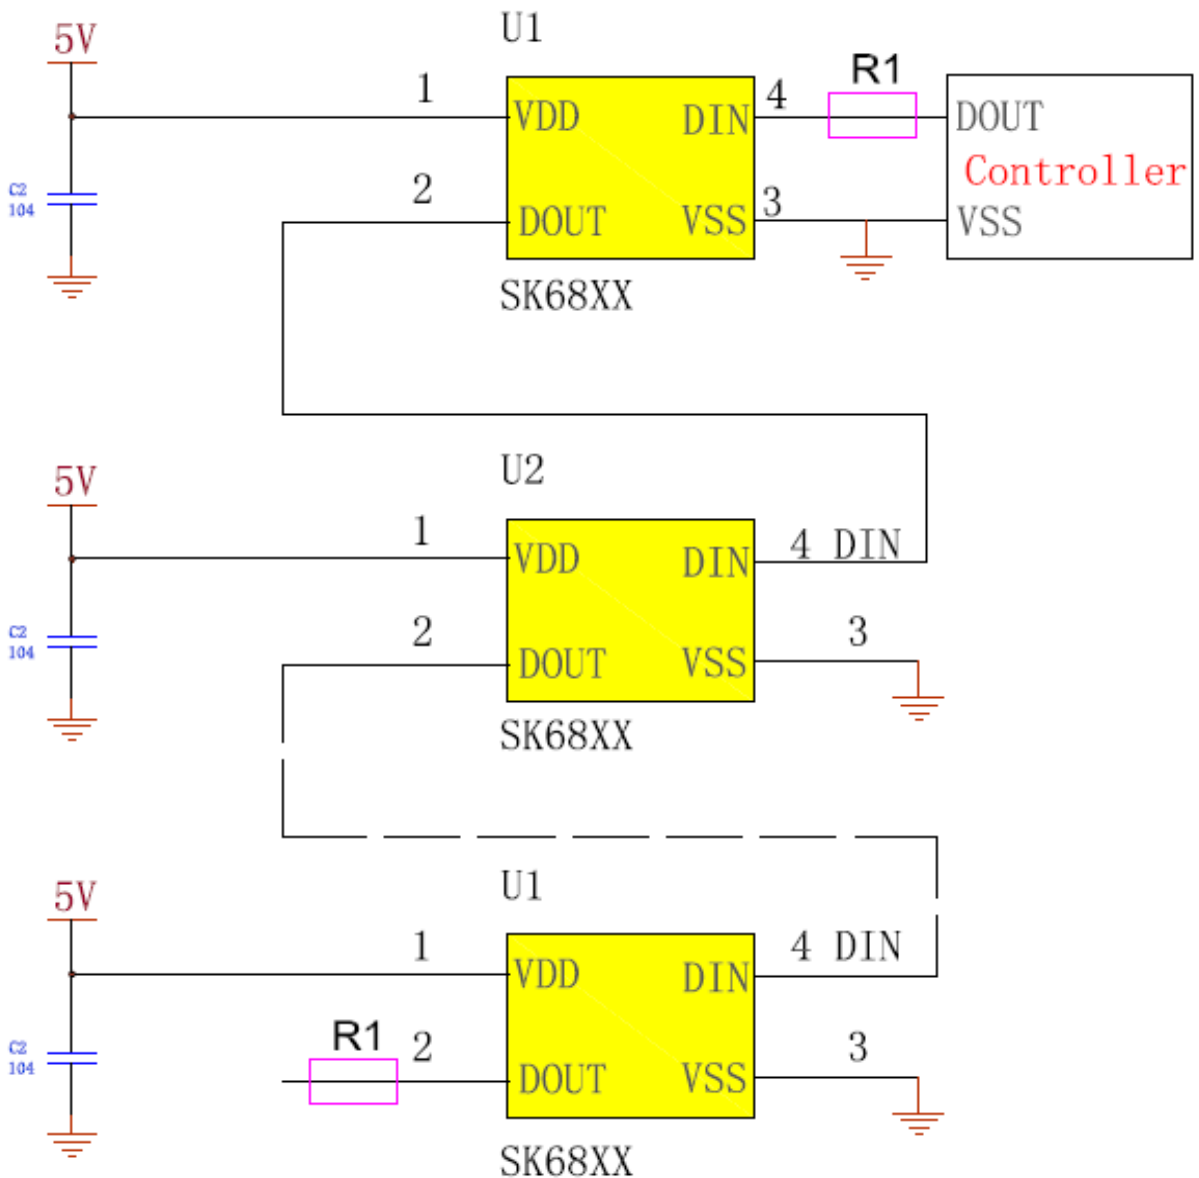 U1
5V
R1
1
4
VDD
DIN
DOUT
Controller
C2
104
2
3
DOUT
VSS
VSS
SK68XX
U2
5V
1
VDD
DIN
4 DIN
C2
104
2
3
DOUT
VSS
SK68XX
U1
5V
1
4 DIN
VDD
DIN
R1
2
3
C2
104
DOUT
VSS
SK68XX